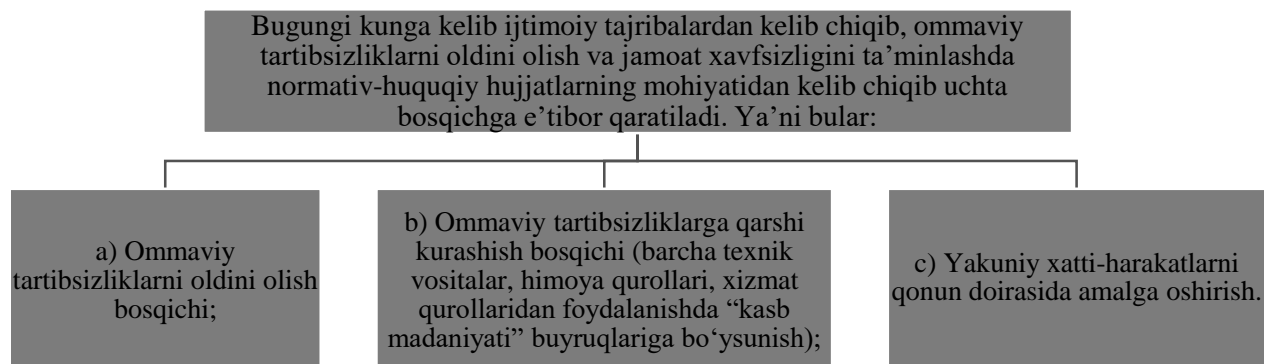 Bugungi kunga kelib ijtimoiy tajribalardan kelib chiqib, ommaviy
tartibsizliklarni oldini olish va jamoat xavfsizligini ta’minlashda
normativ-huquqiy hujjatlarning mohiyatidan kelib chiqib uchta
bosqichga e’tibor qaratiladi. Ya’ni bular:
a) Ommaviy
tartibsizliklarni oldini olish
bosqichi;
b) Ommaviy tartibsizliklarga qarshi
kurashish bosqichi (barcha texnik
vositalar, himoya qurollari, xizmat
qurollaridan foydalanishda “kasb
madaniyati” buyruqlariga bo‘ysunish);
c) Yakuniy xatti-harakatlarni
qonun doirasida amalga oshirish.